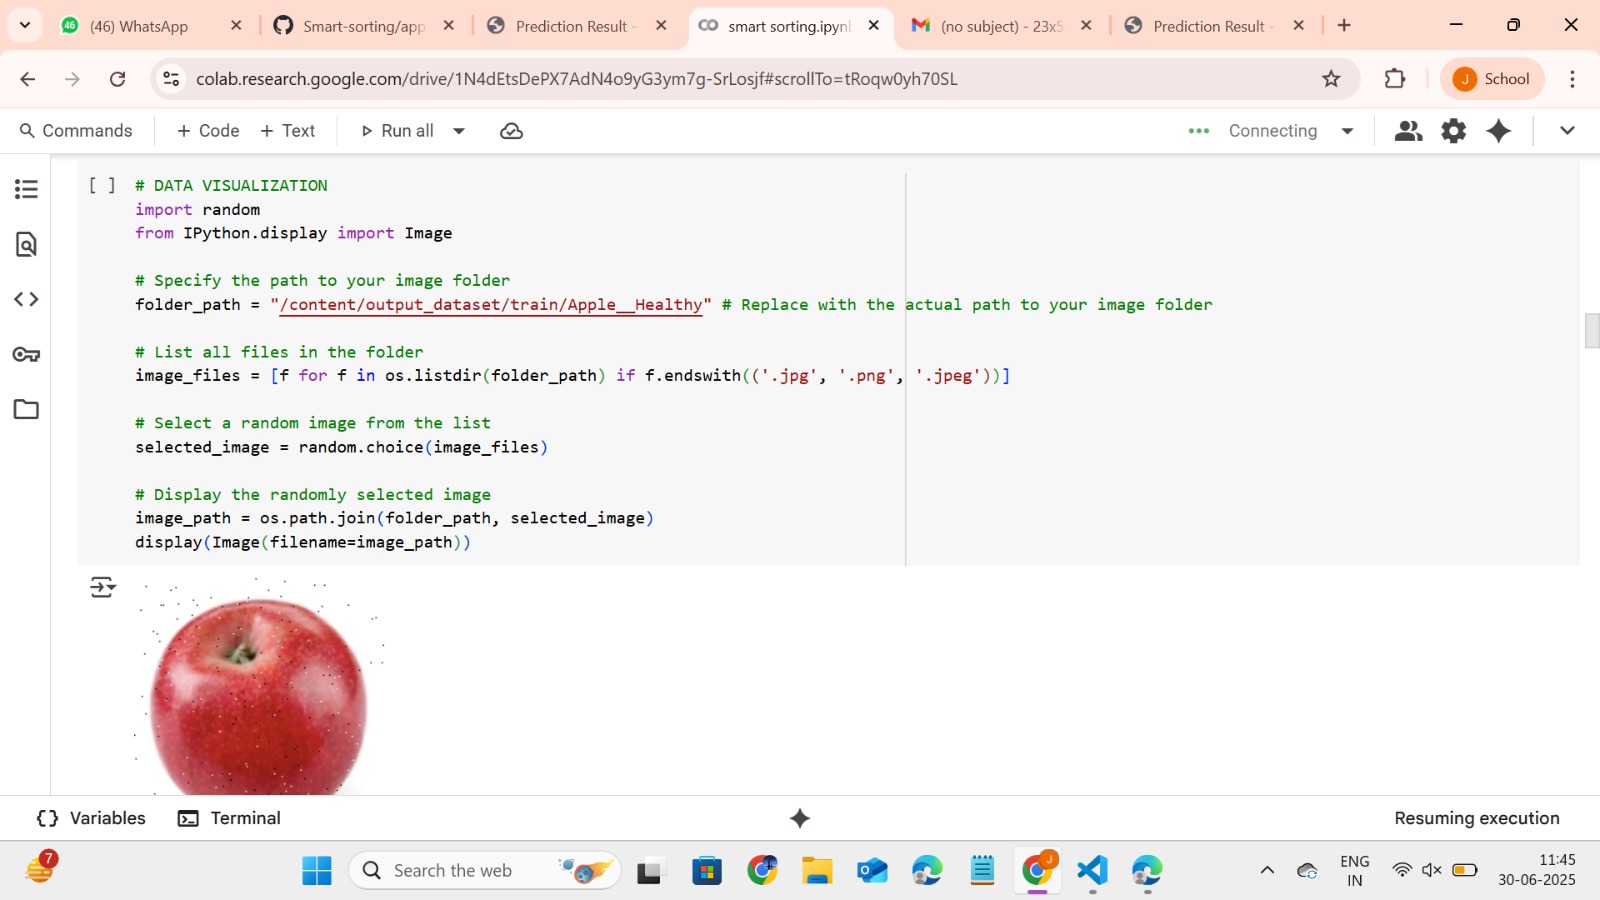 46
(46) WhatsApp
Smart-sorting/app
Prediction Result -
smart sorting.ipynb
(no subject) - 23x5
Prediction Result -
colab.research.google.com/drive/1N4dEtsDePX7AdN4o9yG3ym7g-SrLosjf#scrollTo=tRoqw0yh70SL
J School
Commands
+ Code + Text
Run all
Connecting
[ ] # DATA VISUALIZATION
import random
from IPython.display import Image
# Specify the path to your image folder
folder_path = "/content/output_dataset/train/Apple__Healthy" # Replace with the actual path to your image folder
# List all files in the folder
image_files = [f for f in os.listdir(folder_path) if f.endswith(('.jpg', '.png', '.jpeg'))]
# Select a random image from the list
selected_image = random.choice(image_files)
# Display the randomly selected image
image_path = os.path.join(folder_path, selected_image)
display(Image(filename=image_path))
{} Variables Terminal
Resuming execution
7
Search the web
J
ENG
IN
11:45
30-06-2025